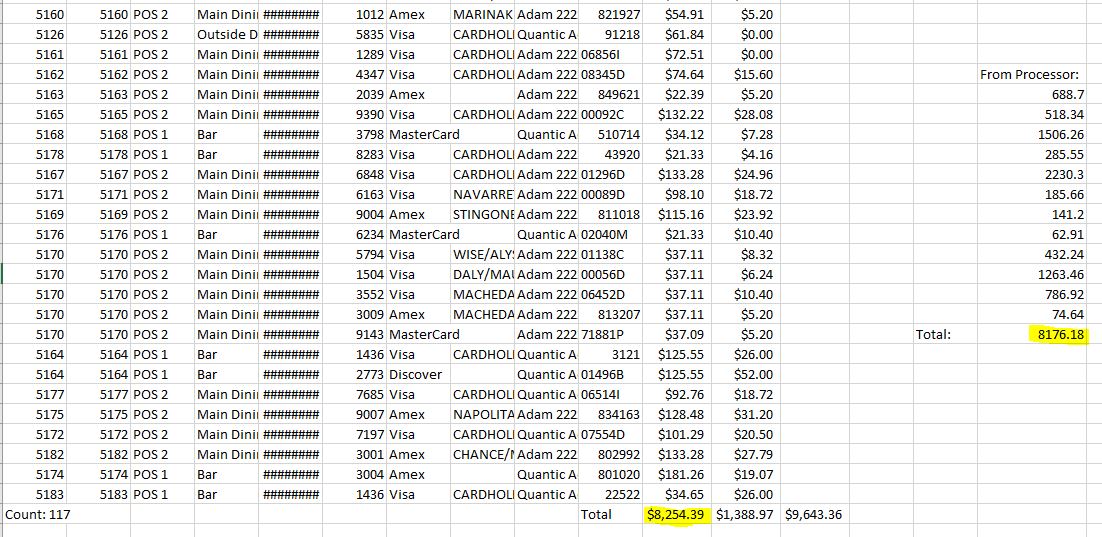 5160 5160 POS 2 Main Dini ######## 1012 Amex MARINAK Adam 222 821927 $54.91 $5.20
5126 5126 POS 2 Outside D ######## 5835 Visa CARDHOL Quantic A 91218 $61.84 $0.00
5161 5161 POS 2 Main Dini ######## 1289 Visa CARDHOL Adam 222 06856I $72.51 $0.00
5162 5162 POS 2 Main Dini ######## 4347 Visa CARDHOL Adam 222 08345D $74.64 $15.60 From Processor:
5163 5163 POS 2 Main Dini ######## 2039 Amex Adam 222 849621 $22.39 $5.20 688.7
5165 5165 POS 2 Main Dini ######## 9390 Visa CARDHOL Adam 222 00092C $132.22 $28.08 518.34
5168 5168 POS 1 Bar ######## 3798 MasterCard Quantic A 510714 $34.12 $7.28 1506.26
5178 5178 POS 1 Bar ######## 8283 Visa CARDHOL Adam 222 43920 $21.33 $4.16 285.55
5167 5167 POS 2 Main Dini ######## 6848 Visa CARDHOL Adam 222 01296D $133.28 $24.96 2230.3
5171 5171 POS 2 Main Dini ######## 6163 Visa NAVARRE Adam 222 00089D $98.10 $18.72 185.66
5169 5169 POS 2 Main Dini ######## 9004 Amex STINGONE Adam 222 811018 $115.16 $23.92 141.2
5176 5176 POS 1 Bar ######## 6234 MasterCard Quantic A 02040M $21.33 $10.40 62.91
5170 5170 POS 2 Main Dini ######## 5794 Visa WISE/ALYS Adam 222 01138C $37.11 $8.32 432.24
5170 5170 POS 2 Main Dini ######## 1504 Visa DALY/MAU Adam 222 00056D $37.11 $6.24 1263.46
5170 5170 POS 2 Main Dini ######## 3552 Visa MACHEDA Adam 222 06452D $37.11 $10.40 786.92
5170 5170 POS 2 Main Dini ######## 3009 Amex MACHEDA Adam 222 813207 $37.11 $5.20 74.64
5170 5170 POS 2 Main Dini ######## 9143 MasterCard Adam 222 71881P $37.09 $5.20 Total: 8176.18
5164 5164 POS 1 Bar ######## 1436 Visa CARDHOL Quantic A 3121 $125.55 $26.00
5164 5164 POS 1 Bar ######## 2773 Discover Quantic A 01496B $125.55 $52.00
5177 5177 POS 2 Main Dini ######## 7685 Visa CARDHOL Quantic A 06514I $92.76 $18.72
5175 5175 POS 2 Main Dini ######## 9007 Amex NAPOLITA Adam 222 834163 $128.48 $31.20
5172 5172 POS 2 Main Dini ######## 7197 Visa CARDHOL Quantic A 07554D $101.29 $20.50
5182 5182 POS 2 Main Dini ######## 3001 Amex CHANCE/ Adam 222 802992 $133.28 $27.79
5174 5174 POS 1 Bar ######## 3004 Amex Quantic A 801020 $181.26 $19.07
5183 5183 POS 1 Bar ######## 1436 Visa CARDHOL Quantic A 22522 $34.65 $26.00
Count: 117 Total $8,254.39 $1,388.97 $9,643.36